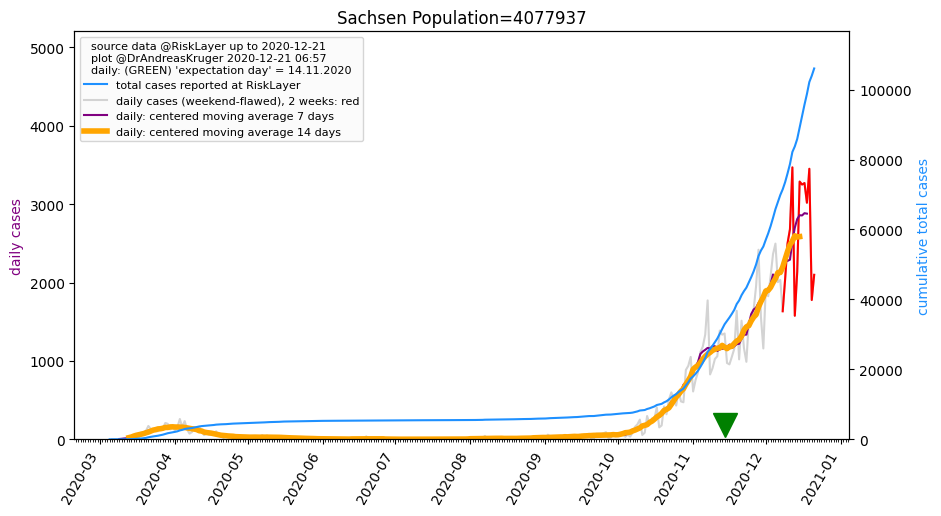 Sachsen Population=4077937
source data @RiskLayer up to 2020-12-21
plot @DrAndreasKruger 2020-12-21 06:57
daily: (GREEN) 'expectation day' = 14.11.2020
total cases reported at RiskLayer
daily cases (weekend-flawed), 2 weeks: red
daily: centered moving average 7 days
daily: centered moving average 14 days
daily cases
5000
4000
3000
2000
1000
0
cumulative total cases
100000
80000
60000
40000
20000
0
2020-03
2020-04
2020-05
2020-06
2020-07
2020-08
2020-09
2020-10
2020-11
2020-12
2021-01